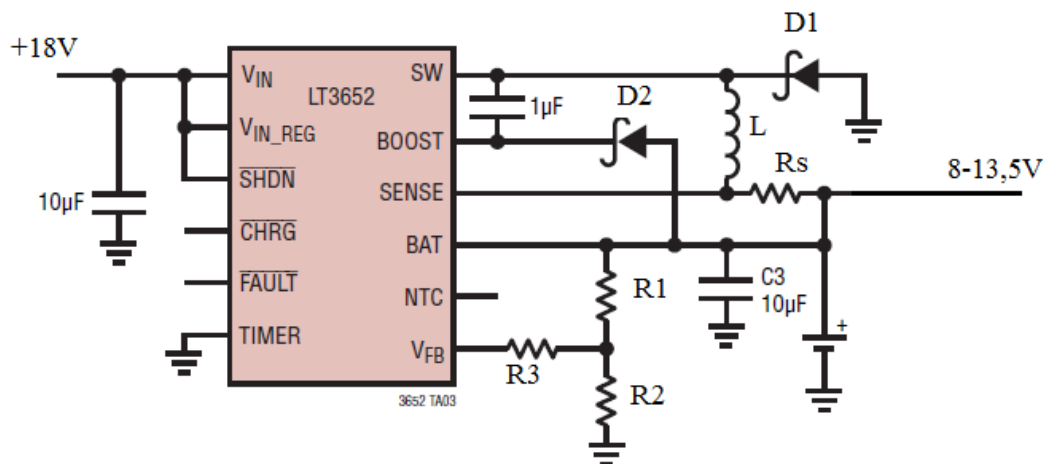 D1
+18V
VIN
SW
LT3652
1µF
D2
VIN_REG
BOOST
L
Rs
8-13,5V
SHDN
SENSE
10µF
CHRG
BAT
FAULT
NTC
R1
C3
10µF
+
TIMER
VFB
R3
R2
3652 TA03